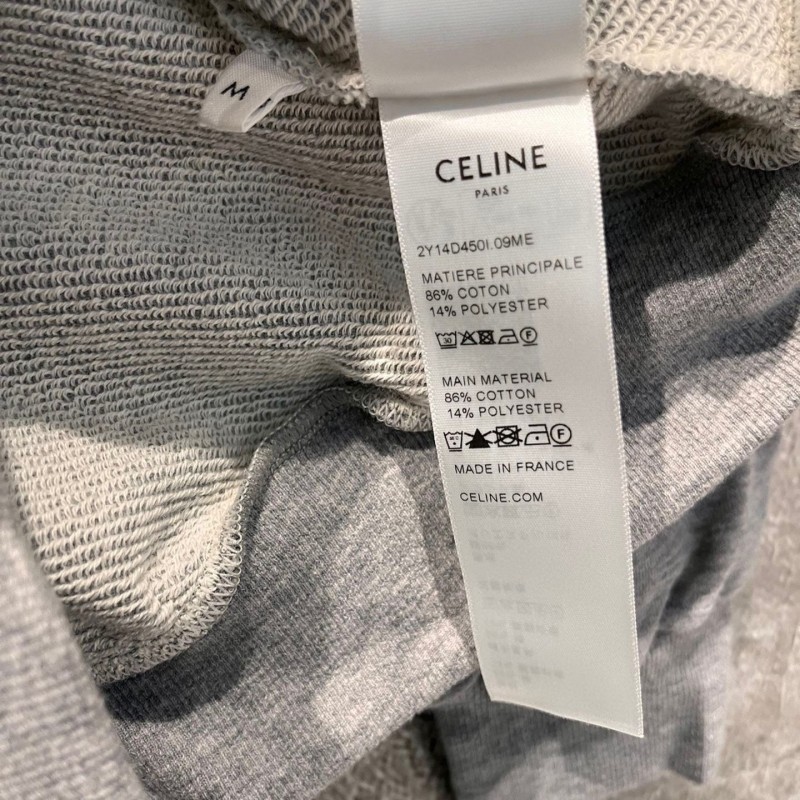 M
CELINE
PARIS
2Y14D450I.09ME
MATIERE PRINCIPALE
86% COTON
14% POLYESTER
30
F
MAIN MATERIAL
86% COTTON
14% POLYESTER
F
MADE IN FRANCE
CELINE.COM